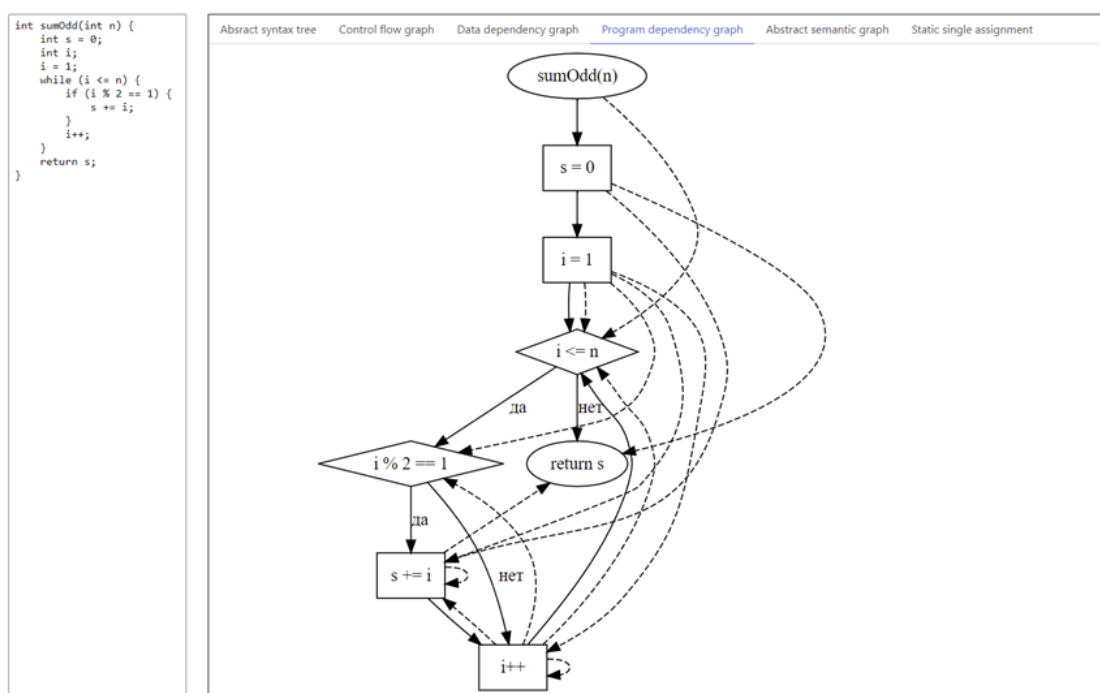 int sumOdd(int n) {
    int s = 0;
    int i;
    i = 1;
    while (i <= n) {
        if (i % 2 == 1) {
            s += i;
        }
        i++;
    }
    return s;
}
Absract syntax tree
Control flow graph
Data dependency graph
Program dependency graph
Abstract semantic graph
Static single assignment
sumOdd(n)
s = 0
i = 1
i <= n
да
нет
i % 2 == 1
return s
да
s += i
нет
i++